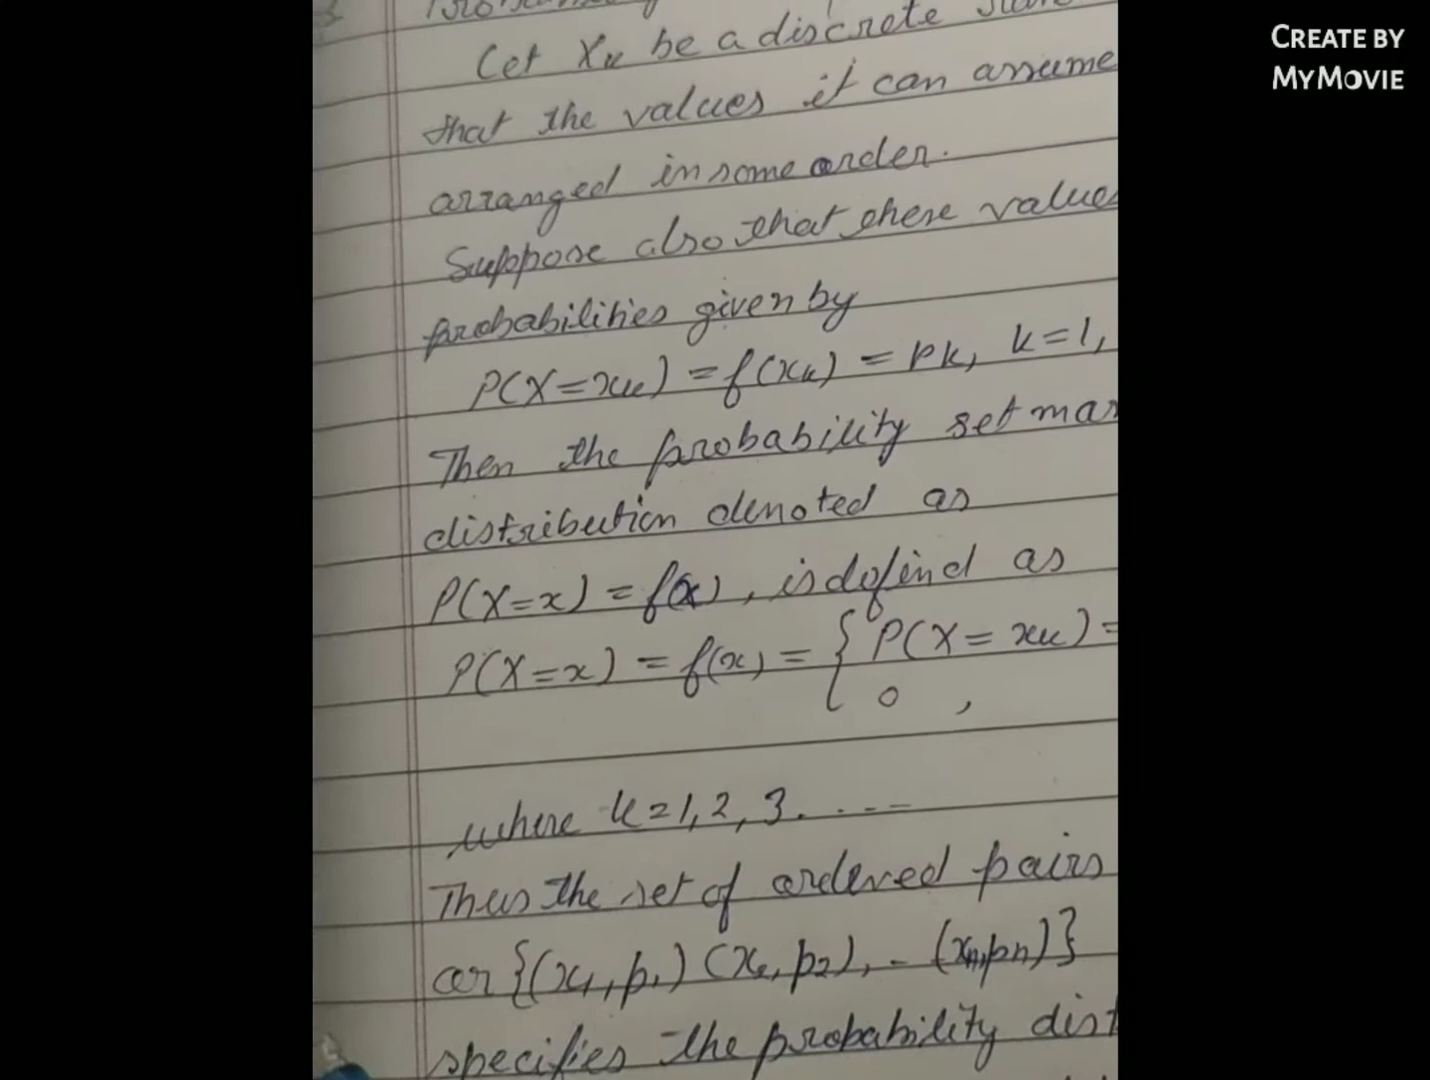 Let Xk be a discrete
that the values it can assume
arranged in some order.
Suppose also that these values
probabilities given by
P(X=xk) = f(xk) = pk, k=1,
Then the probability set mas
distribution denoted as
P(X=x) = f(x), is defind as
P(X=x) = f(x) = { P(X= xk) =
0 ,
where k=1,2,3. ---
Thus the set of ordered pairs
or {(x1,p1) (x2,p2), - (xn,pn)}
specifies the probability dist
CREATE BY
MYMOVIE